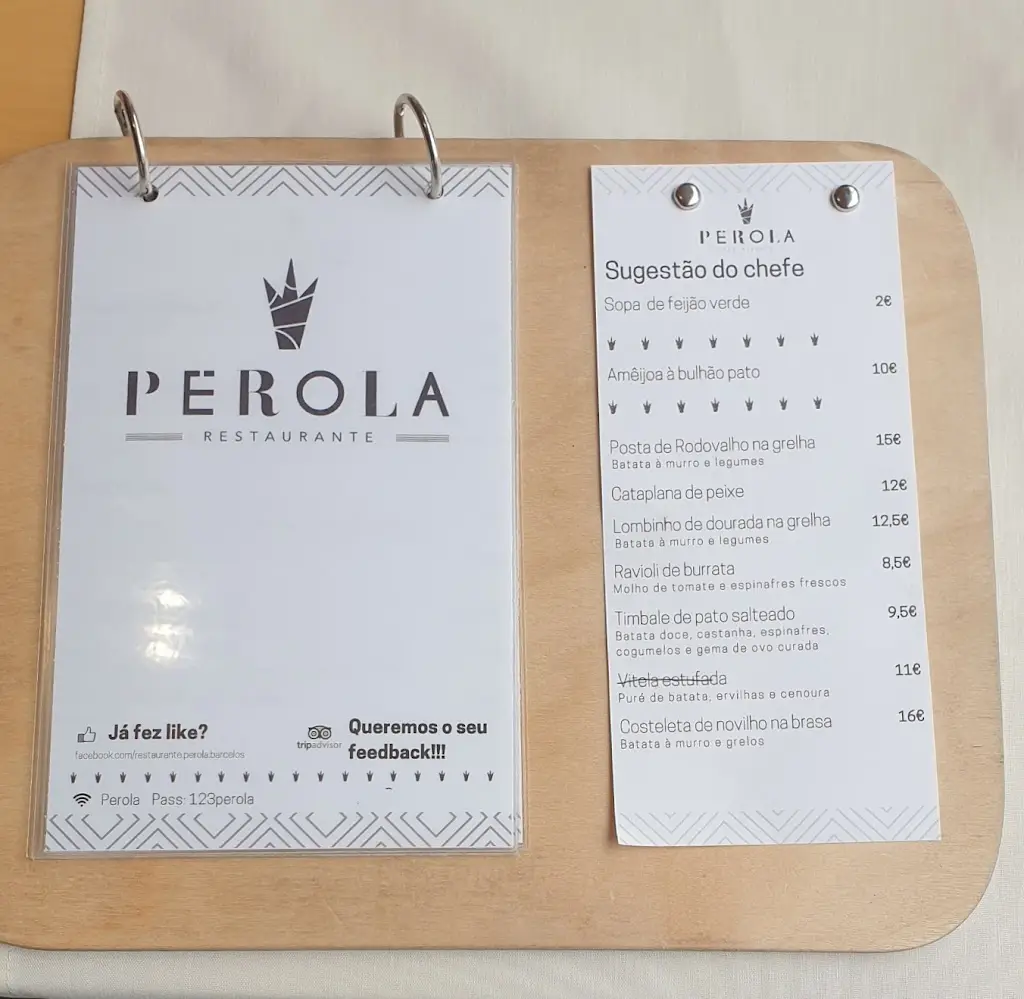 PEROLA
RESTAURANTE
Já fez like?
facebook.com/restaurante.perola.barcelos
tripadvisor
Queremos o seu
feedback!!!
Perola Pass: 123perola
PEROLA
Sugestão do chefe
Sopa de feijão verde 2€
Amêijoa à bulhão pato 10€
Posta de Rodovalho na grelha 15€
Batata à murro e legumes
Cataplana de peixe 12€
Lombinho de dourada na grelha 12,5€
Batata à murro e legumes
Ravioli de burrata 8,5€
Molho de tomate e espinafres frescos
Timbale de pato salteado 9,5€
Batata doce, castanha, espinafres,
cogumelos e gema de ovo curada
Vitela estufada 11€
Puré de batata, ervilhas e cenoura
Costeleta de novilho na brasa 16€
Batata à murro e grelos